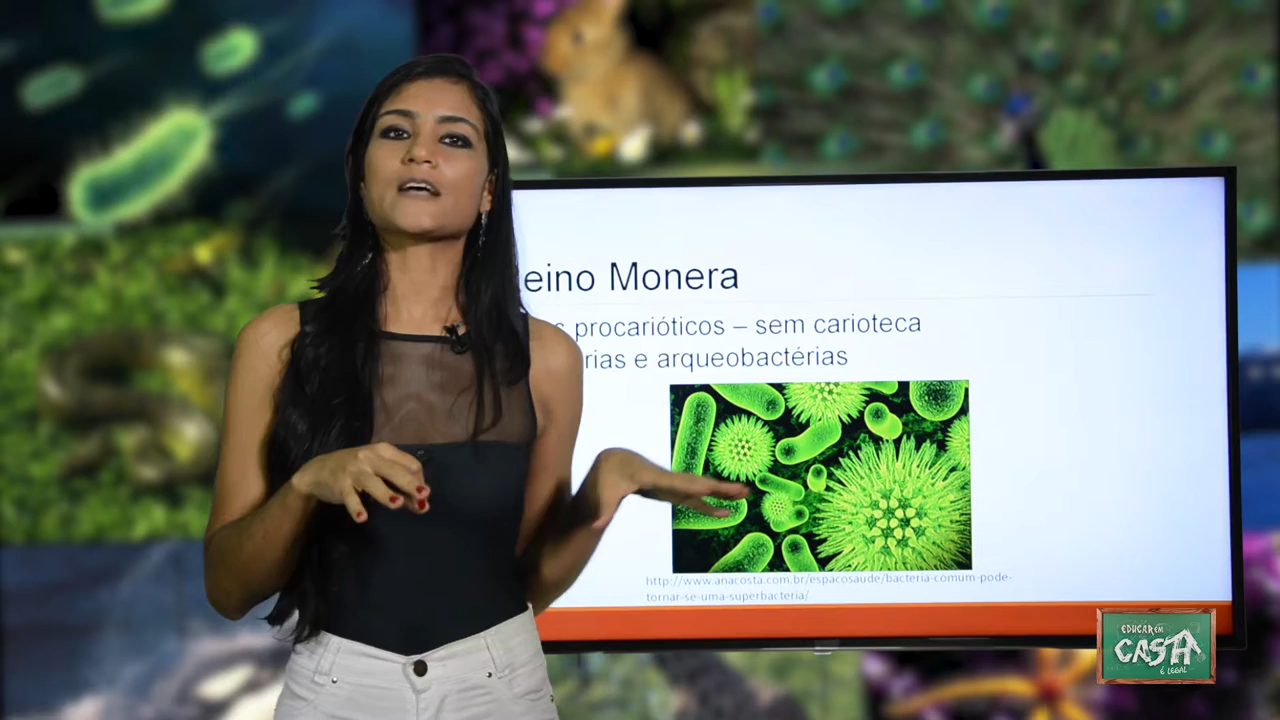 eino Monera
s procarióticos – sem carioteca
rias e arqueobactérias
http://www.anacosta.com.br/espacosaude/bacteria-comum-pode-
tornar-se-uma-superbacteria/
EDUCAR EM
CASA
É LEGAL